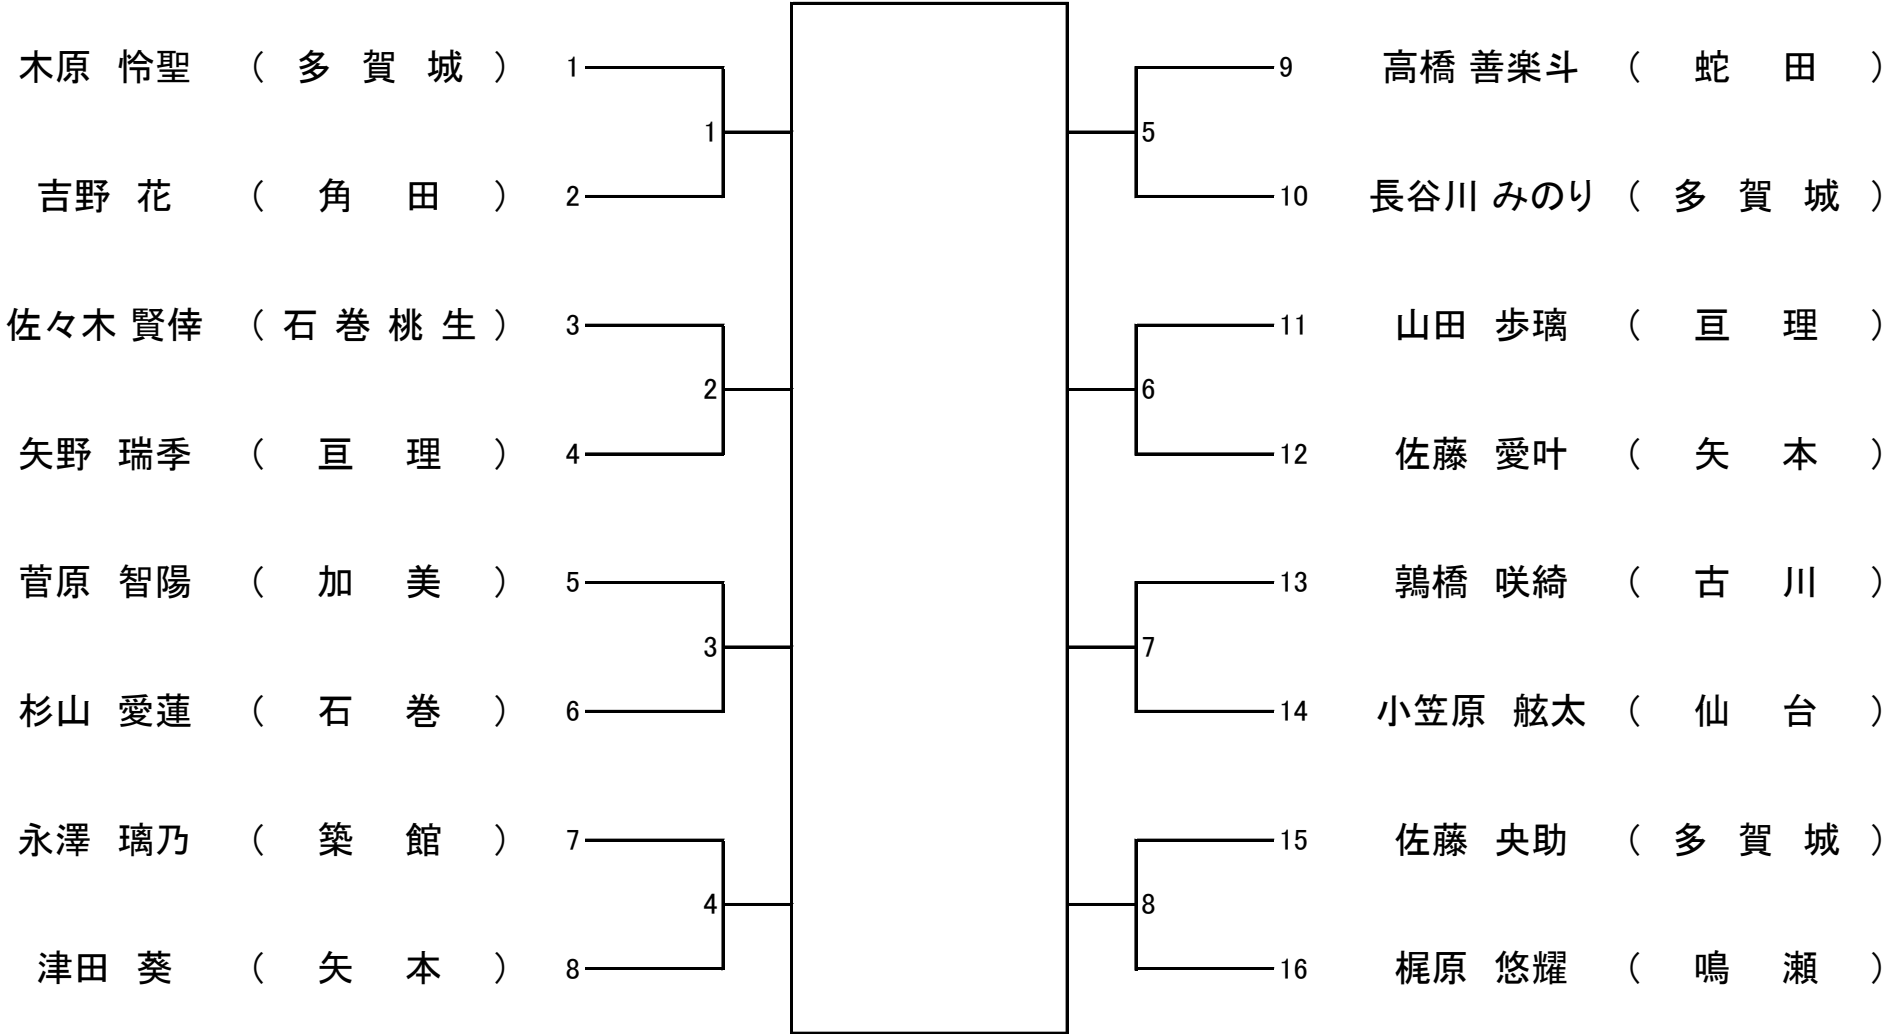 木原 怜聖 ( 多 賀 城 ) 1
1
吉野 花 ( 角 田 ) 2
佐々木 賢倖 ( 石 巻 桃 生 ) 3
2
矢野 瑞季 ( 亘 理 ) 4
菅原 智陽 ( 加 美 ) 5
3
杉山 愛蓮 ( 石 巻 ) 6
永澤 璃乃 ( 築 館 ) 7
4
津田 葵 ( 矢 本 ) 8
9 高橋 善楽斗 ( 蛇 田 )
5
10 長谷川 みのり ( 多 賀 城 )
11 山田 歩璃 ( 亘 理 )
6
12 佐藤 愛叶 ( 矢 本 )
13 鶉橋 咲綺 ( 古 川 )
7
14 小笠原 舷太 ( 仙 台 )
15 佐藤 央助 ( 多 賀 城 )
8
16 梶原 悠耀 ( 鳴 瀬 )